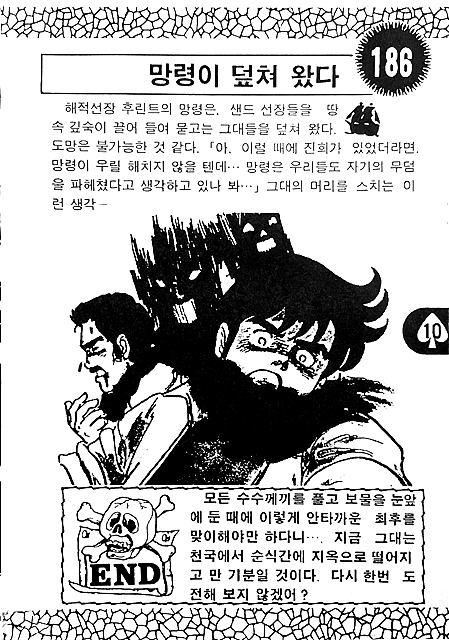 186
망령이 덮쳐 왔다
해적선장 후린트의 망령은, 샌드 선장들을 땅
속 깊숙이 끌어 들여 묻고는 그대들을 덮쳐 왔다.
도망은 불가능한 것 같다. 「아, 이럴 때에 진희가 있었더라면,
망령이 우릴 해치지 않을 텐데… 망령은 우리들도 자기의 무덤
을 파헤쳤다고 생각하고 있나 봐…」 그대의 머리를 스치는 이
런 생각—
10
모든 수수께끼를 풀고 보물을 눈앞
에 둔 때에 이렇게 안타까운 최후를
맞이해야만 하다니…. 지금 그대는
천국에서 순식간에 지옥으로 떨어지
고 만 기분일 것이다. 다시 한번 도
전해 보지 않겠어?
END